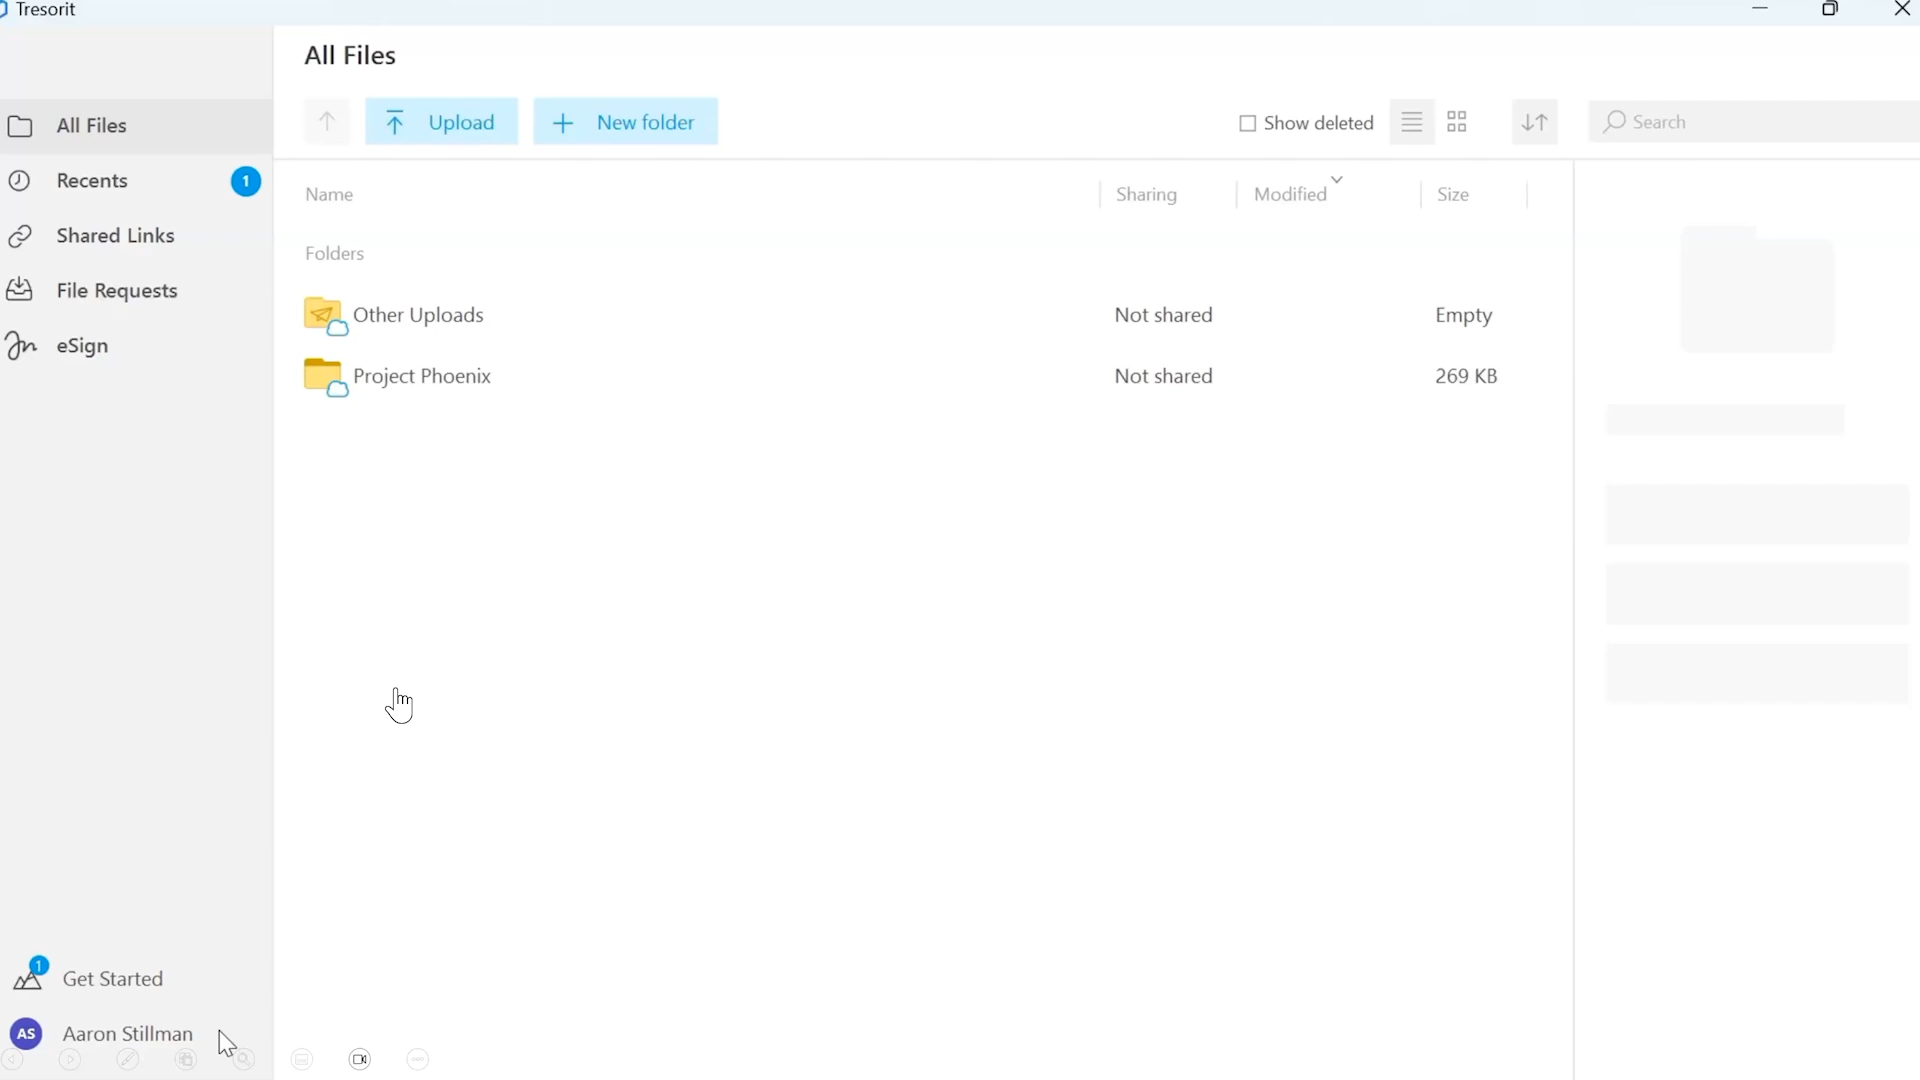 Tresorit
All Files
All Files
Upload
New folder
Show deleted
Search
Recents
1
Shared Links
File Requests
eSign
Name
Sharing
Modified
Size
Folders
Other Uploads
Not shared
Empty
Project Phoenix
Not shared
269 KB
1
Get Started
AS
Aaron Stillman